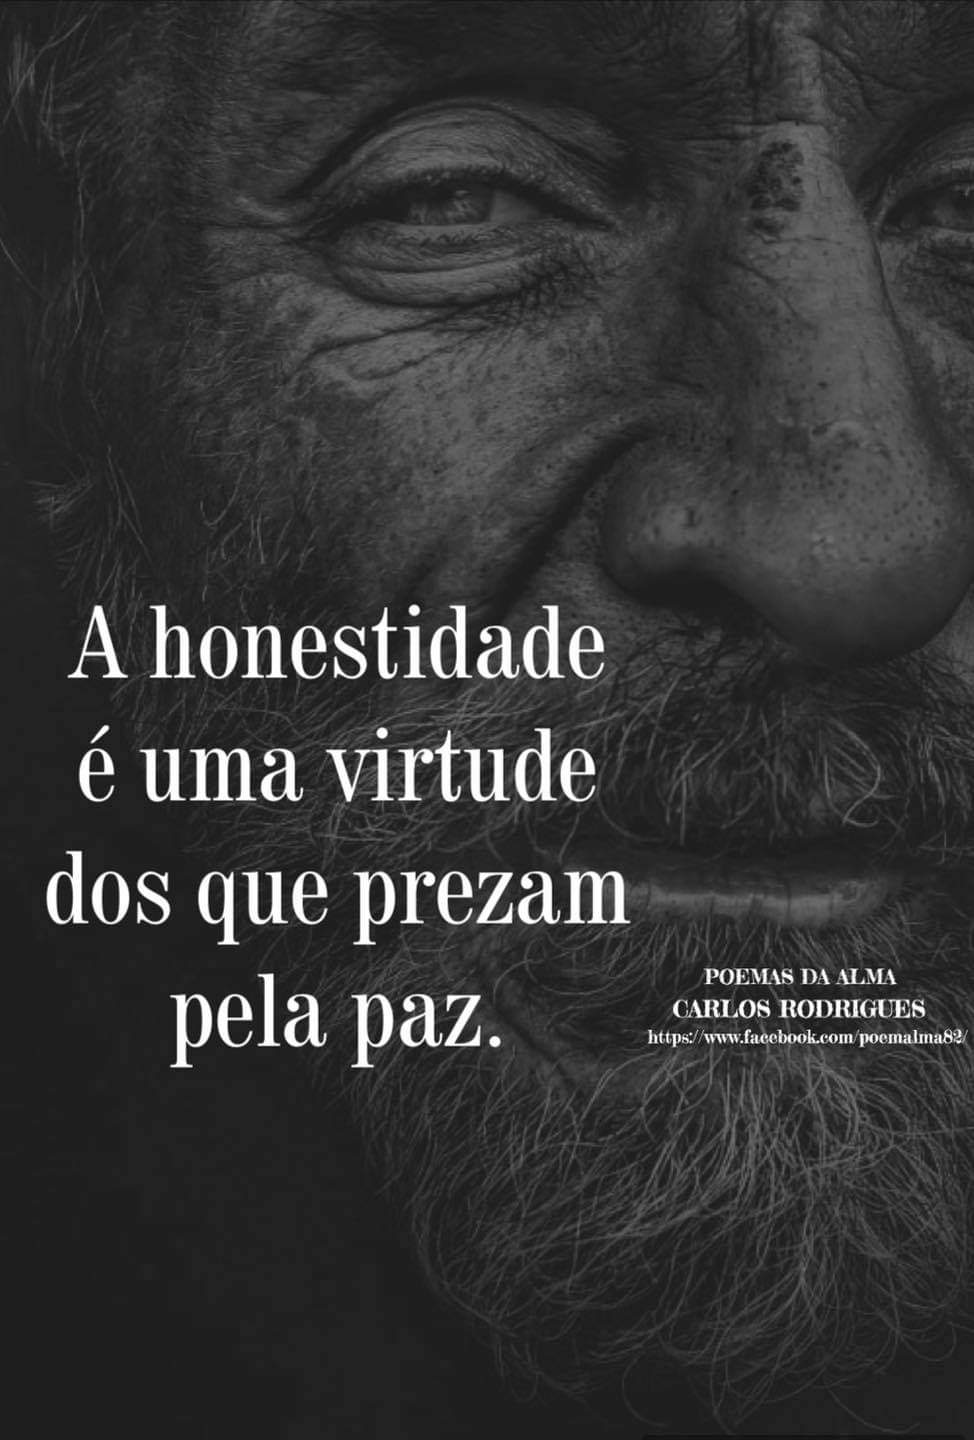 A honestidade
é uma virtude
dos que prezam
pela paz.
POEMAS DA ALMA
CARLOS RODRIGUES
https://www.facebook.com/poemalma82/